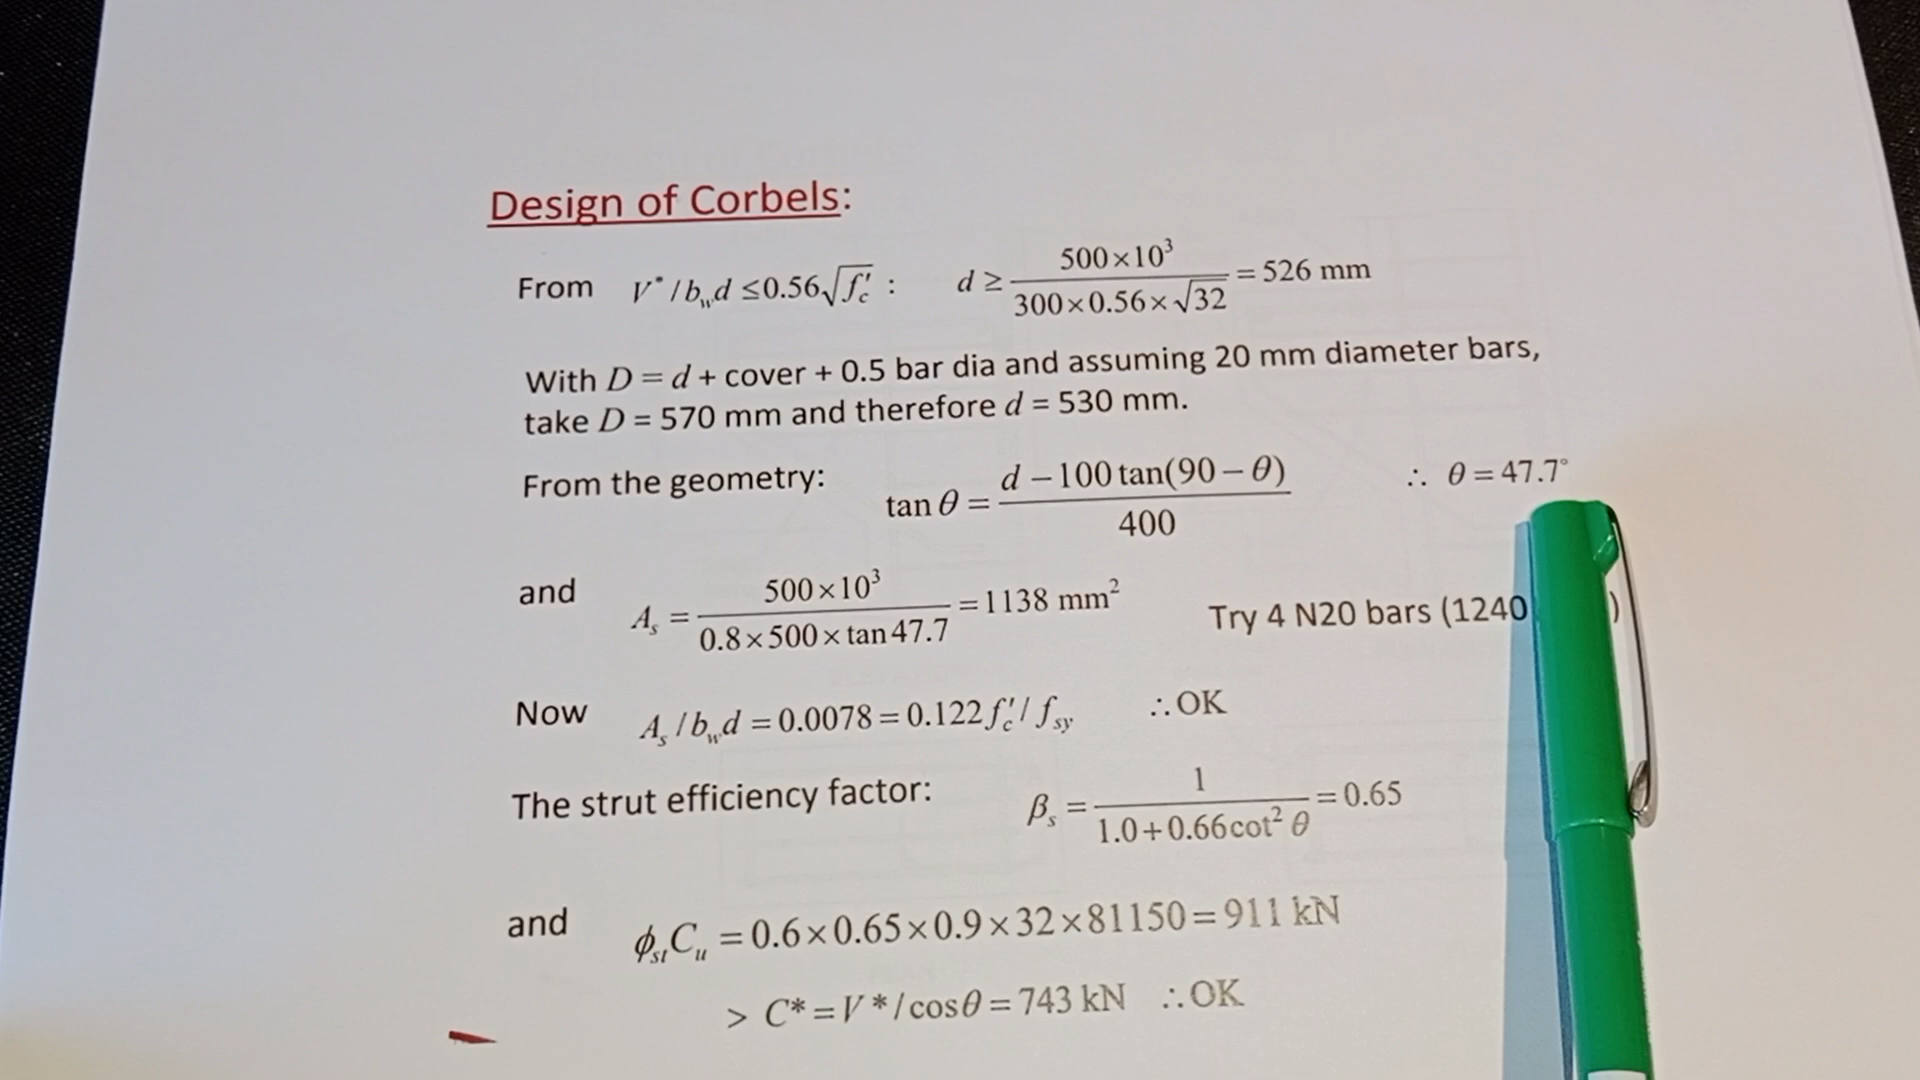 Design of Corbels:
From V*/b_w d ≤0.56√f′_c : d ≥ 500×10³ / 300×0.56×√32 = 526 mm
With D = d + cover + 0.5 bar dia and assuming 20 mm diameter bars,
take D = 570 mm and therefore d = 530 mm.
From the geometry: tan θ = d − 100 tan(90 − θ) / 400 ∴ θ = 47.7°
and A_s = 500×10³ / 0.8×500×tan 47.7 = 1138 mm² Try 4 N20 bars (1240 )
Now A_s / b_w d = 0.0078 = 0.122 f′_c / f_sy ∴ OK
The strut efficiency factor: β_s = 1 / 1.0+0.66cot² θ = 0.65
and ϕ_st C_u = 0.6×0.65×0.9×32×81150 = 911 kN
> C* = V*/cosθ = 743 kN ∴ OK